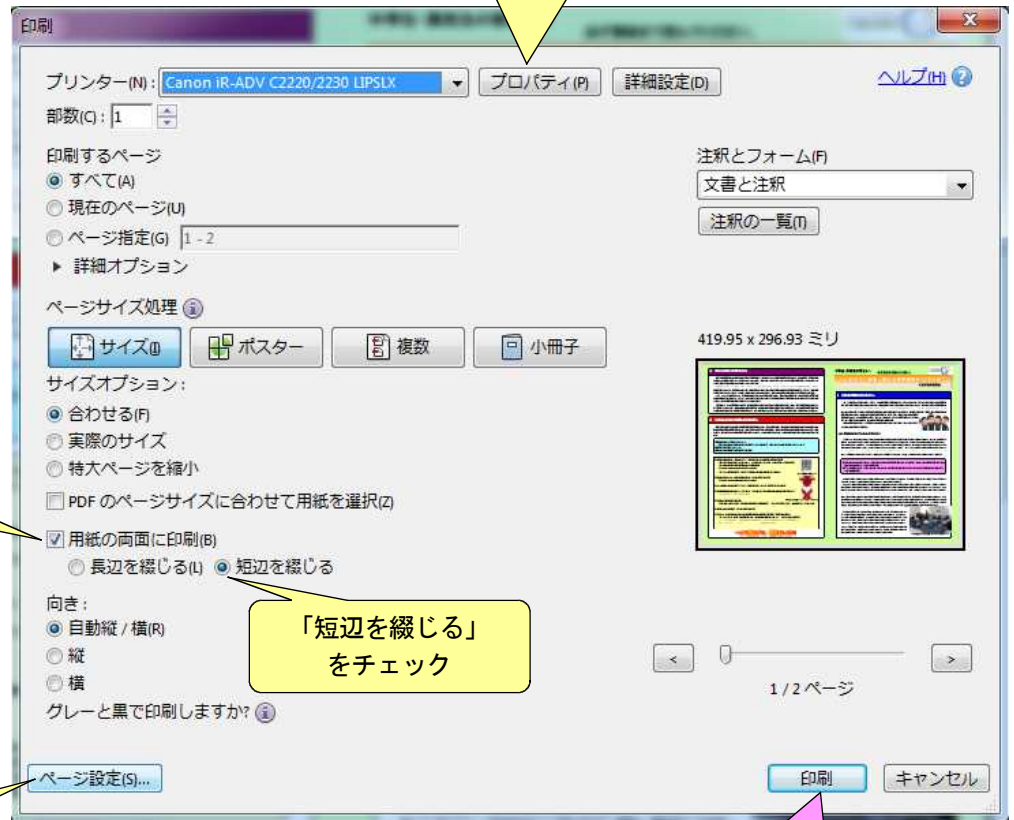 印刷
プリンター(N): Canon iR-ADV C2220/2230 LIPSLX プロパティ(P) 詳細設定(D) ヘルプ(H)
部数(C): 1
印刷するページ
すべて(A)
現在のページ(U)
ページ指定(G) 1 - 2
詳細オプション
注釈とフォーム(F)
文書と注釈
注釈の一覧(T)
ページサイズ処理
サイズ(I) ポスター 複数 小冊子
サイズオプション:
合わせる(F)
実際のサイズ
特大ページを縮小
PDF のページサイズに合わせて用紙を選択(Z)
用紙の両面に印刷(B)
長辺を綴じる(L) 短辺を綴じる
「短辺を綴じる」
をチェック
向き:
自動縦 / 横(R)
縦
横
グレーと黒で印刷しますか?
419.95 x 296.93 ミリ
< >
1 / 2 ページ
ページ設定(S)... 印刷 キャンセル